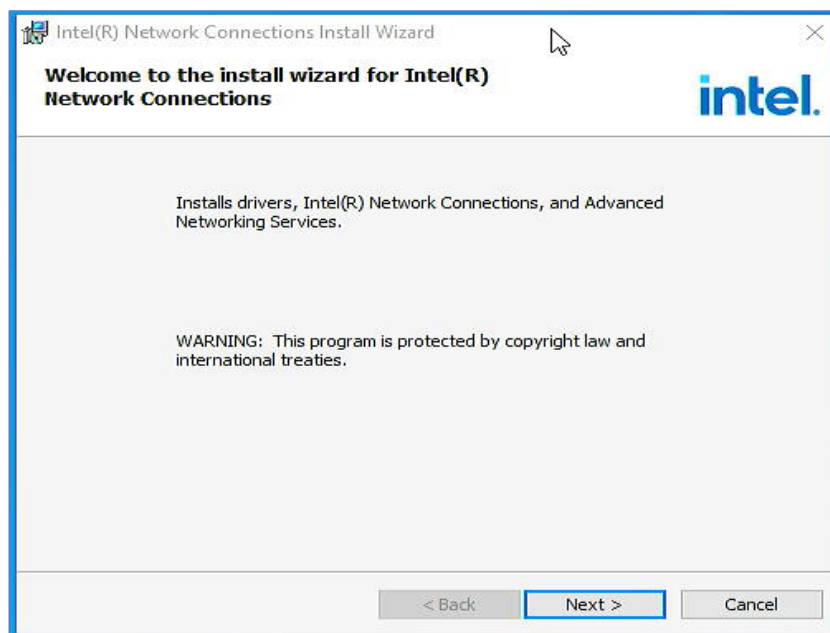 Intel(R) Network Connections Install Wizard
Welcome to the install wizard for Intel(R)
Network Connections
intel.
Installs drivers, Intel(R) Network Connections, and Advanced
Networking Services.
WARNING:  This program is protected by copyright law and
international treaties.
< Back
Next >
Cancel